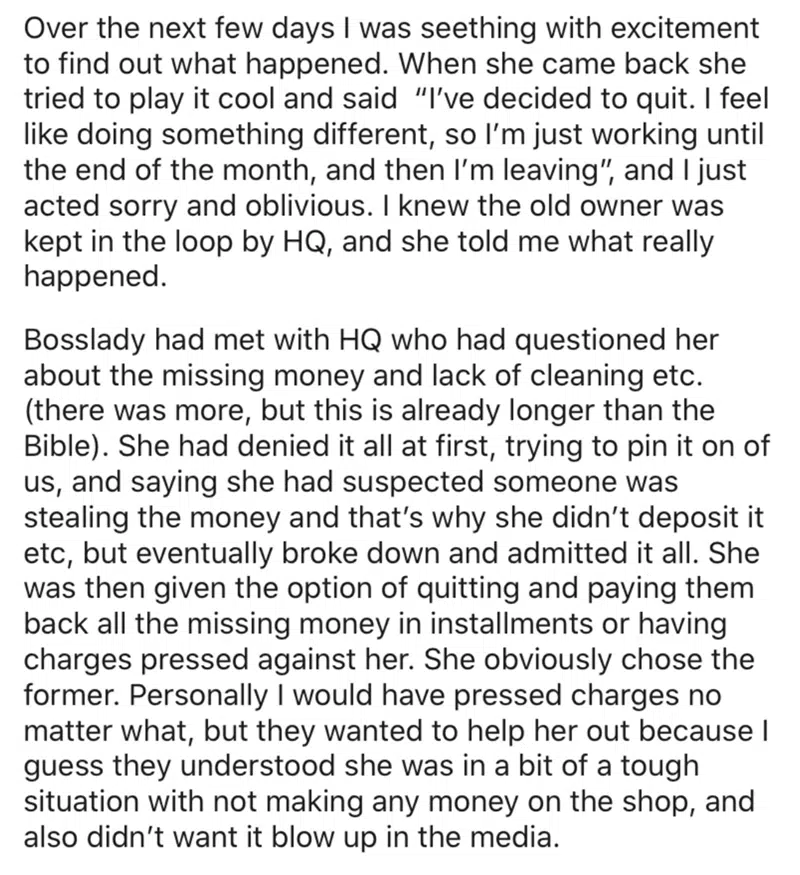 Over the next few days I was seething with excitement
to find out what happened. When she came back she
tried to play it cool and said  “I’ve decided to quit. I feel
like doing something different, so I’m just working until
the end of the month, and then I’m leaving”, and I just
acted sorry and oblivious. I knew the old owner was
kept in the loop by HQ, and she told me what really
happened.
Bosslady had met with HQ who had questioned her
about the missing money and lack of cleaning etc.
(there was more, but this is already longer than the
Bible). She had denied it all at first, trying to pin it on of
us, and saying she had suspected someone was
stealing the money and that’s why she didn’t deposit it
etc, but eventually broke down and admitted it all. She
was then given the option of quitting and paying them
back all the missing money in installments or having
charges pressed against her. She obviously chose the
former. Personally I would have pressed charges no
matter what, but they wanted to help her out because I
guess they understood she was in a bit of a tough
situation with not making any money on the shop, and
also didn’t want it blow up in the media.